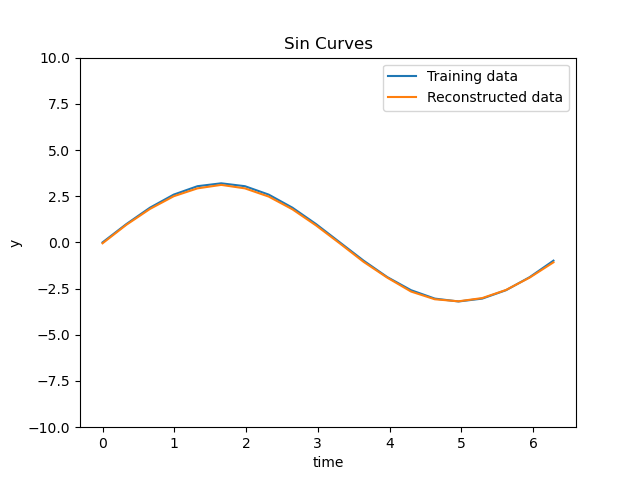 Sin Curves
Training data
Reconstructed data
10.0
7.5
5.0
2.5
0.0
−2.5
−5.0
−7.5
−10.0
y
0 1 2 3 4 5 6
time